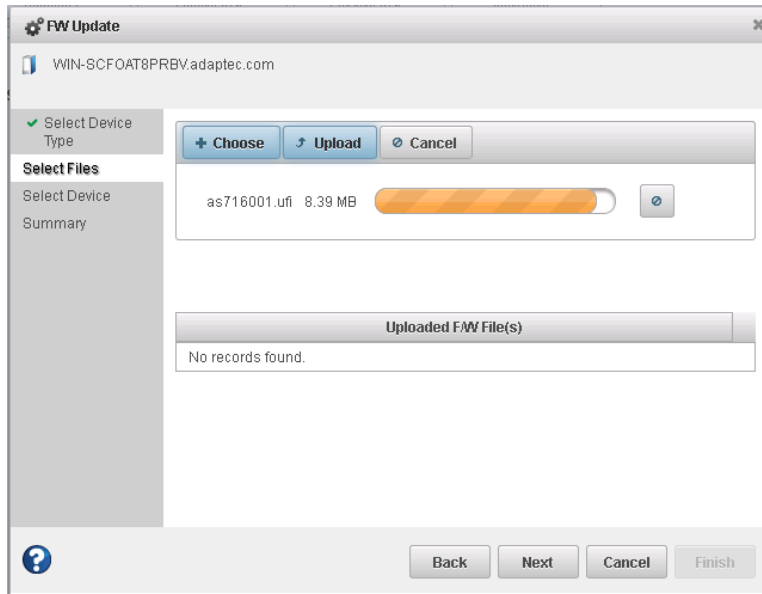 FW Update
WIN-SCFOAT8PRBV.adaptec.com
Select Device
Type
Select Files
Select Device
Summary
Choose Upload Cancel
as716001.ufi 8.39 MB
Uploaded F/W File(s)
No records found.
Back Next Cancel Finish